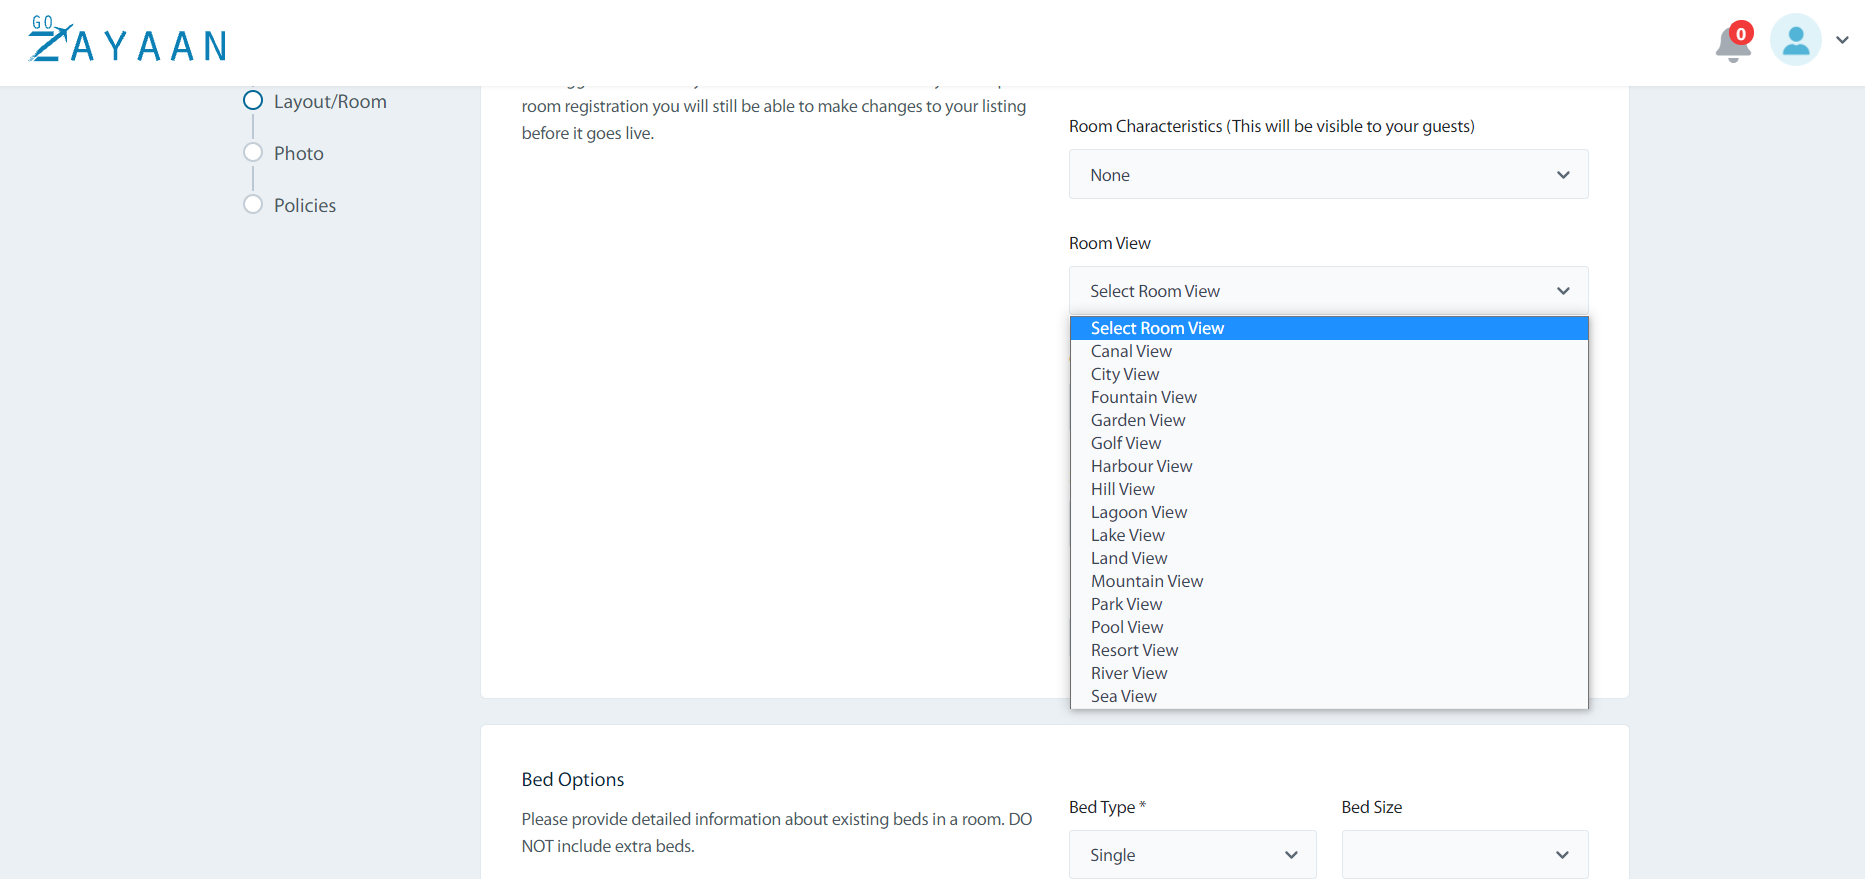 GO
ZAYAAN
0
Layout/Room
Photo
Policies
room registration you will still be able to make changes to your listing
before it goes live.
Room Characteristics (This will be visible to your guests)
None
Room View
Select Room View
Select Room View
Canal View
City View
Fountain View
Garden View
Golf View
Harbour View
Hill View
Lagoon View
Lake View
Land View
Mountain View
Park View
Pool View
Resort View
River View
Sea View
Bed Options
Please provide detailed information about existing beds in a room. DO
NOT include extra beds.
Bed Type *
Bed Size
Single